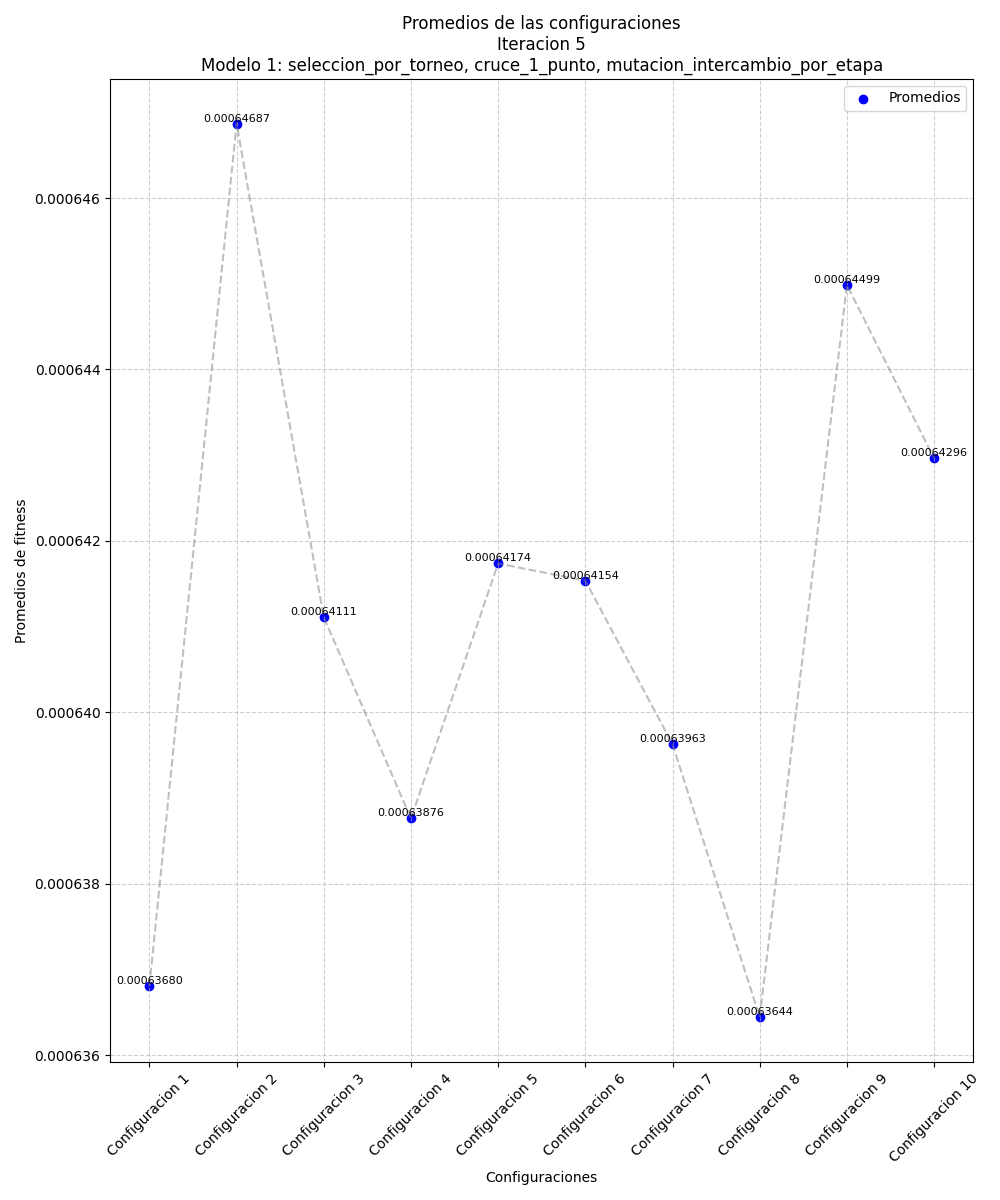 Promedios de las configuraciones
Iteracion 5
Modelo 1: seleccion_por_torneo, cruce_1_punto, mutacion_intercambio_por_etapa
Promedios
0.00064687
0.000646
0.00064499
0.000644
0.00064296
0.000642
0.00064174
0.00064154
0.00064111
0.000640
0.00063963
0.00063876
0.000638
0.00063680
0.00063644
0.000636
Promedios de fitness
Configuracion 1
Configuracion 2
Configuracion 3
Configuracion 4
Configuracion 5
Configuracion 6
Configuracion 7
Configuracion 8
Configuracion 9
Configuracion 10
Configuraciones